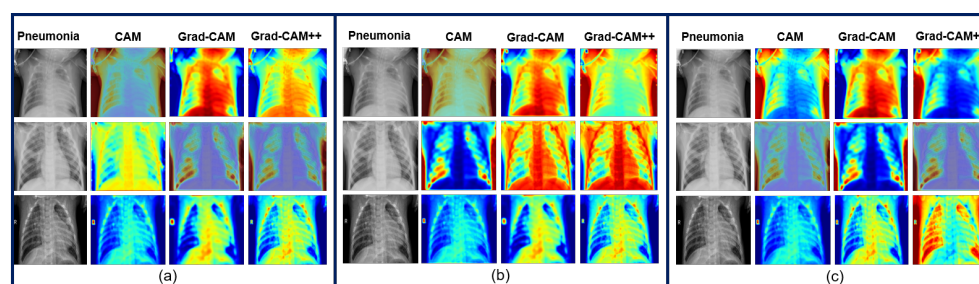 Pneumonia CAM Grad-CAM Grad-CAM++
(a)
Pneumonia CAM Grad-CAM Grad-CAM++
(b)
Pneumonia CAM Grad-CAM Grad-CAM+
(c)